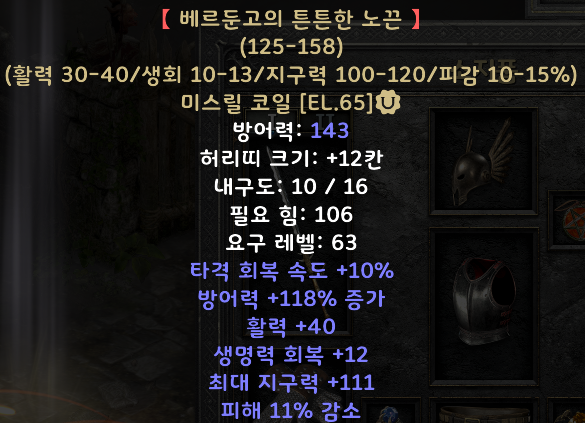 【 베르둔고의 튼튼한 노끈 】
(125-158)
(활력 30-40/생회 10-13/지구력 100-120/피감 10-15%)
미스릴 코일 [EL.65]
방어력: 143
허리띠 크기: +12칸
내구도: 10 / 16
필요 힘: 106
요구 레벨: 63
타격 회복 속도 +10%
방어력 +118% 증가
활력 +40
생명력 회복 +12
최대 지구력 +111
피해 11% 감소